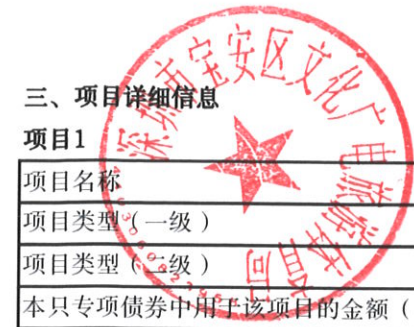 三、项目详细信息
项目1
项目名称
项目类型（一级）
项目类型（二级）
本只专项债券中用于该项目的金额（
深圳市宝安区文化广电旅游体育局